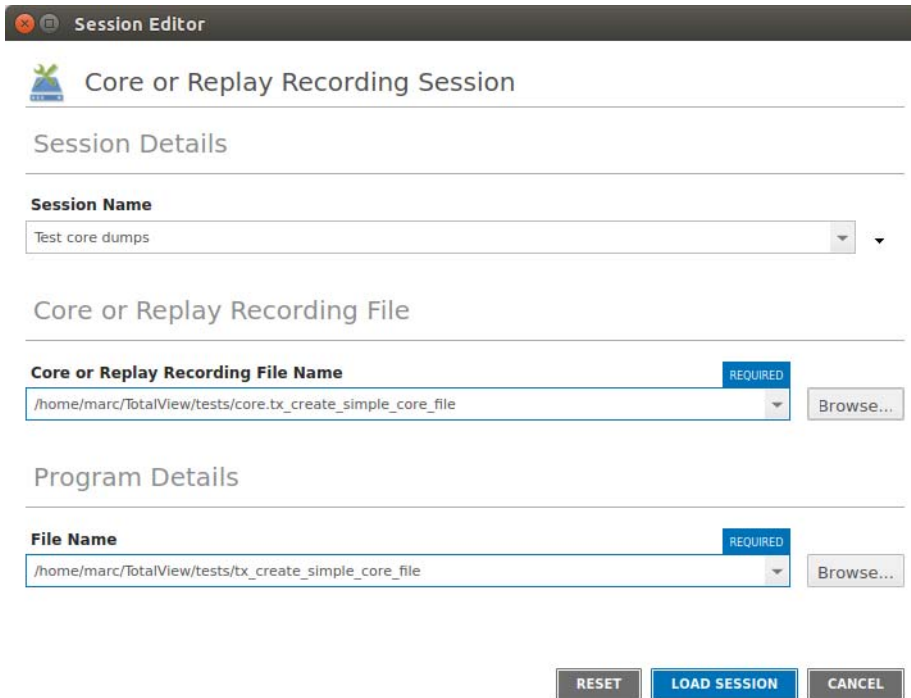 Session Editor
Core or Replay Recording Session
Session Details
Session Name
Test core dumps
Core or Replay Recording File
Core or Replay Recording File Name REQUIRED
/home/marc/TotalView/tests/core.tx_create_simple_core_file Browse...
Program Details
File Name REQUIRED
/home/marc/TotalView/tests/tx_create_simple_core_file Browse...
RESET LOAD SESSION CANCEL